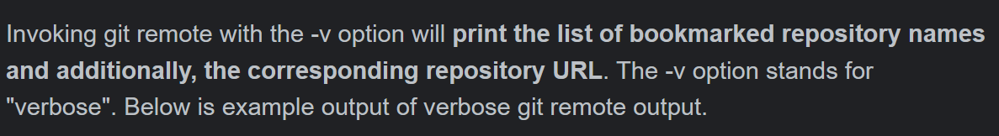 Invoking git remote with the -v option will print the list of bookmarked repository names
and additionally, the corresponding repository URL. The -v option stands for
"verbose". Below is example output of verbose git remote output.